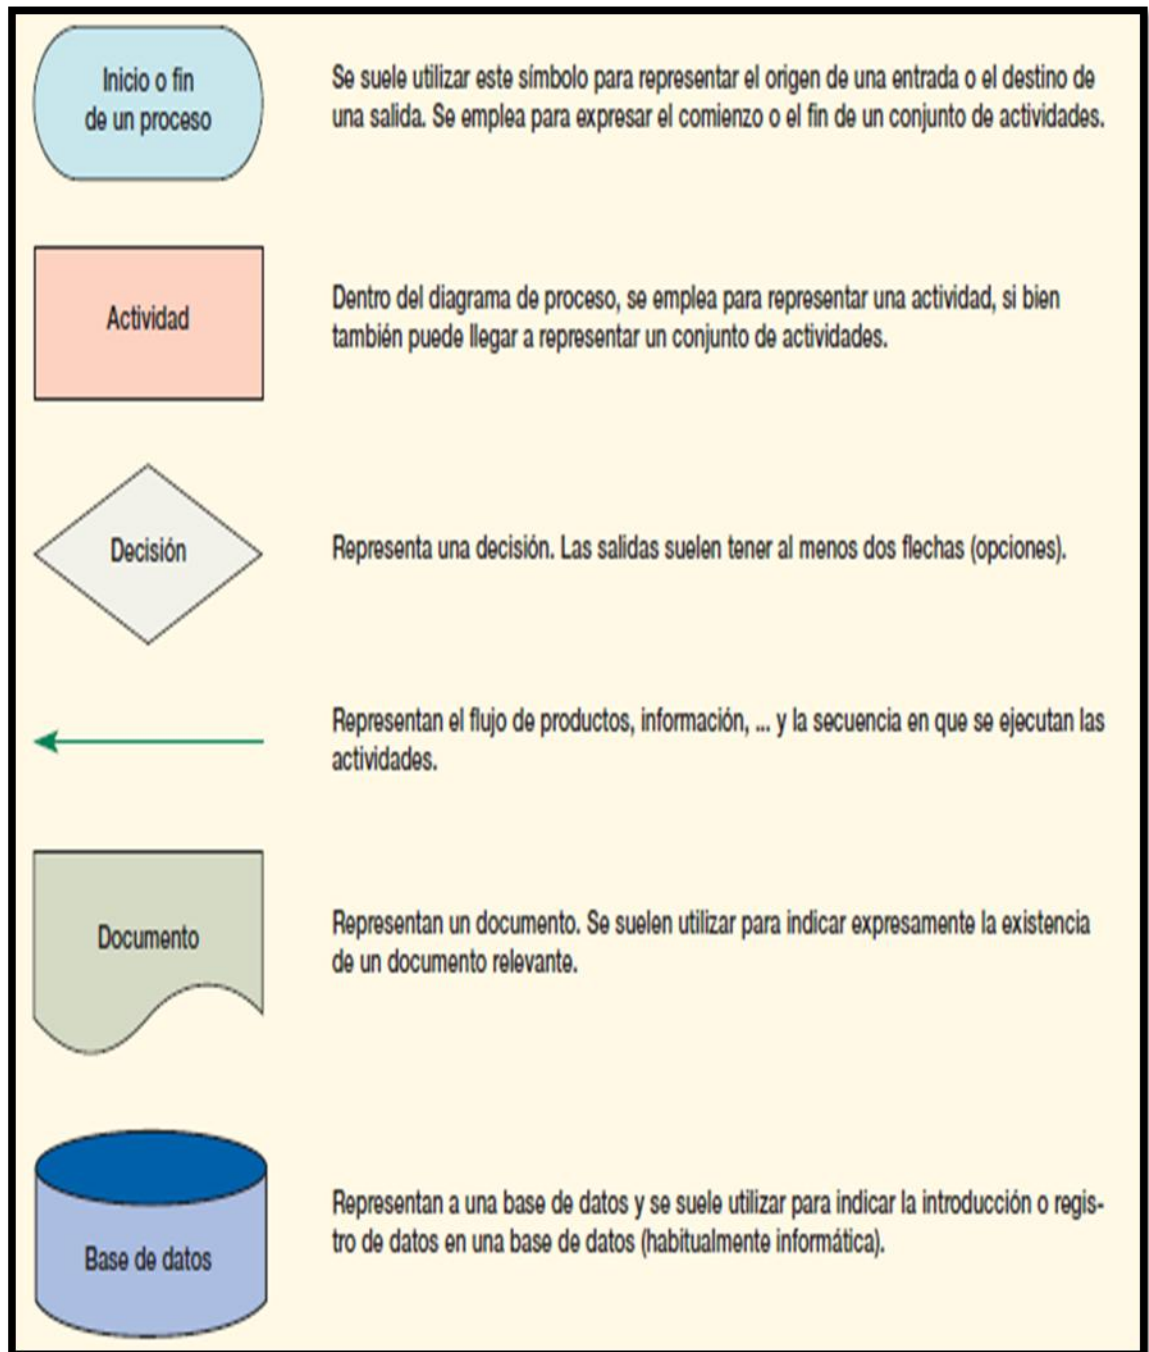 Inicio o fin
de un proceso
Se suele utilizar este símbolo para representar el origen de una entrada o el destino de
una salida. Se emplea para expresar el comienzo o el fin de un conjunto de actividades.
Actividad
Dentro del diagrama de proceso, se emplea para representar una actividad, si bien
también puede llegar a representar un conjunto de actividades.
Decisión
Representa una decisión. Las salidas suelen tener al menos dos flechas (opciones).
Representan el flujo de productos, información, ... y la secuencia en que se ejecutan las
actividades.
Documento
Representan un documento. Se suelen utilizar para indicar expresamente la existencia
de un documento relevante.
Base de datos
Representan a una base de datos y se suele utilizar para indicar la introducción o regis-
tro de datos en una base de datos (habitualmente informática).